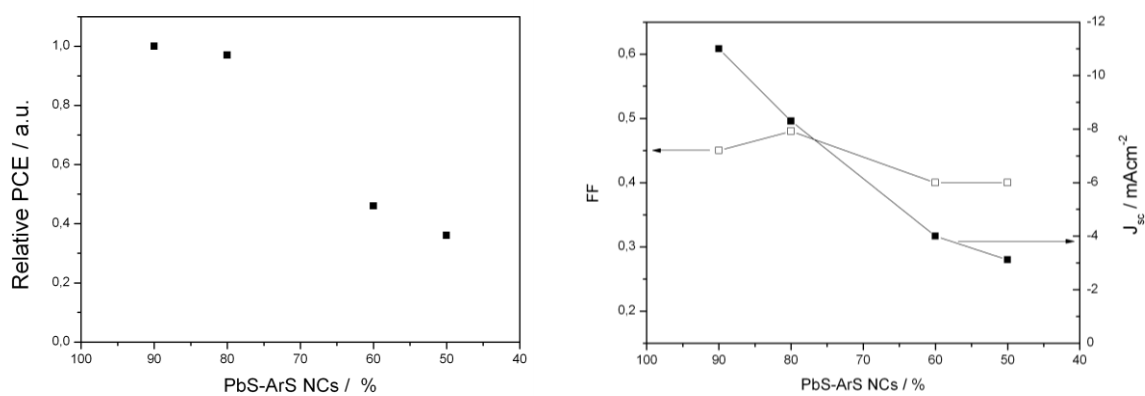 1,0
0,8
0,6
0,4
0,2
0,0
Relative PCE / a.u.
100 90 80 70 60 50 40
PbS-ArS NCs / %
0,6
0,5
0,4
0,3
0,2
FF
-12
-10
-8
-6
-4
-2
0
J_sc / mAcm-2
100 90 80 70 60 50 40
PbS-ArS NCs / %